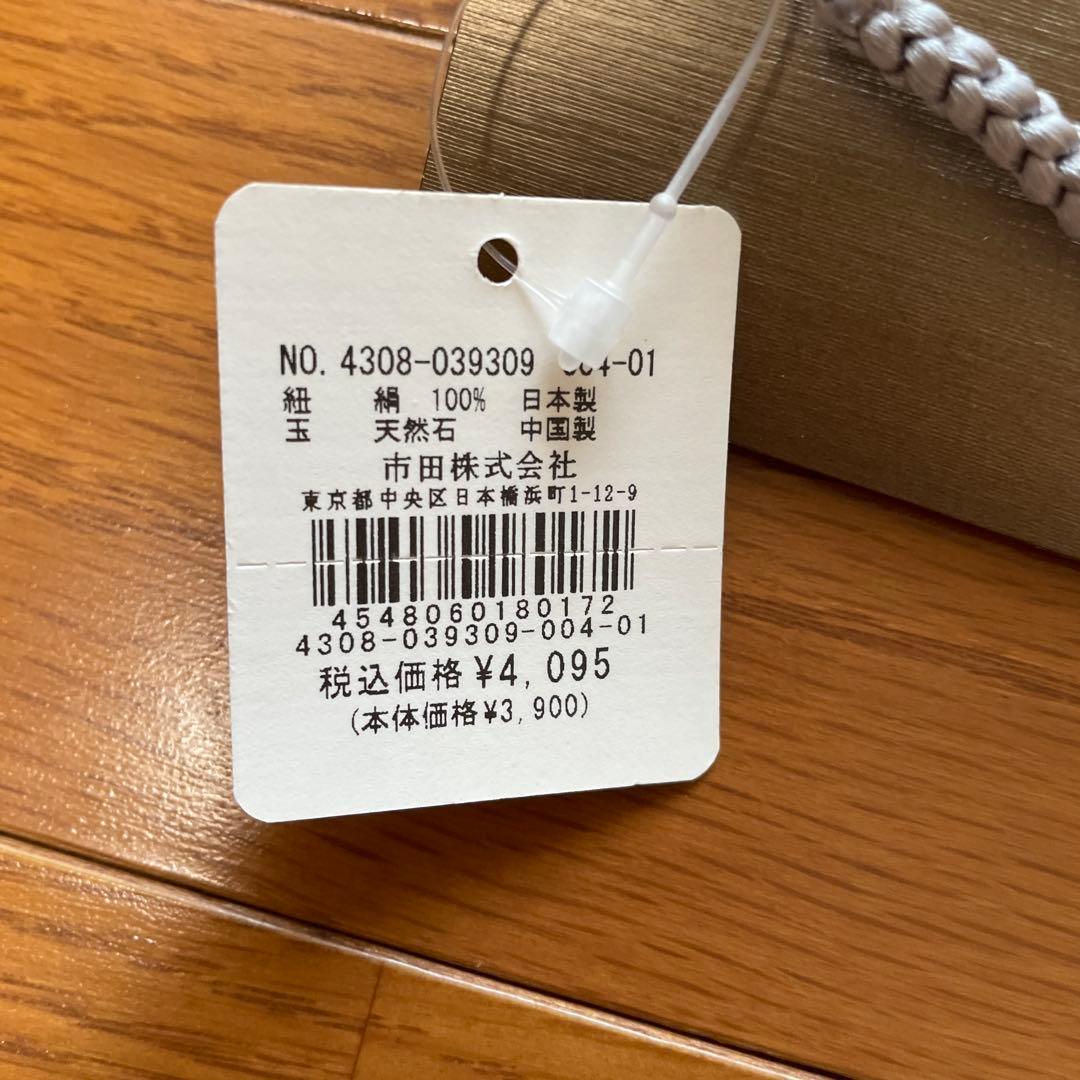 NO. 4308-039309 004-01
紐 絹 100% 日本製
玉 天然石 中国製
市田株式会社
東京都中央区日本橋浜町1-12-9
4548060180172
4308-039309-004-01
税込価格¥4,095
(本体価格¥3,900)